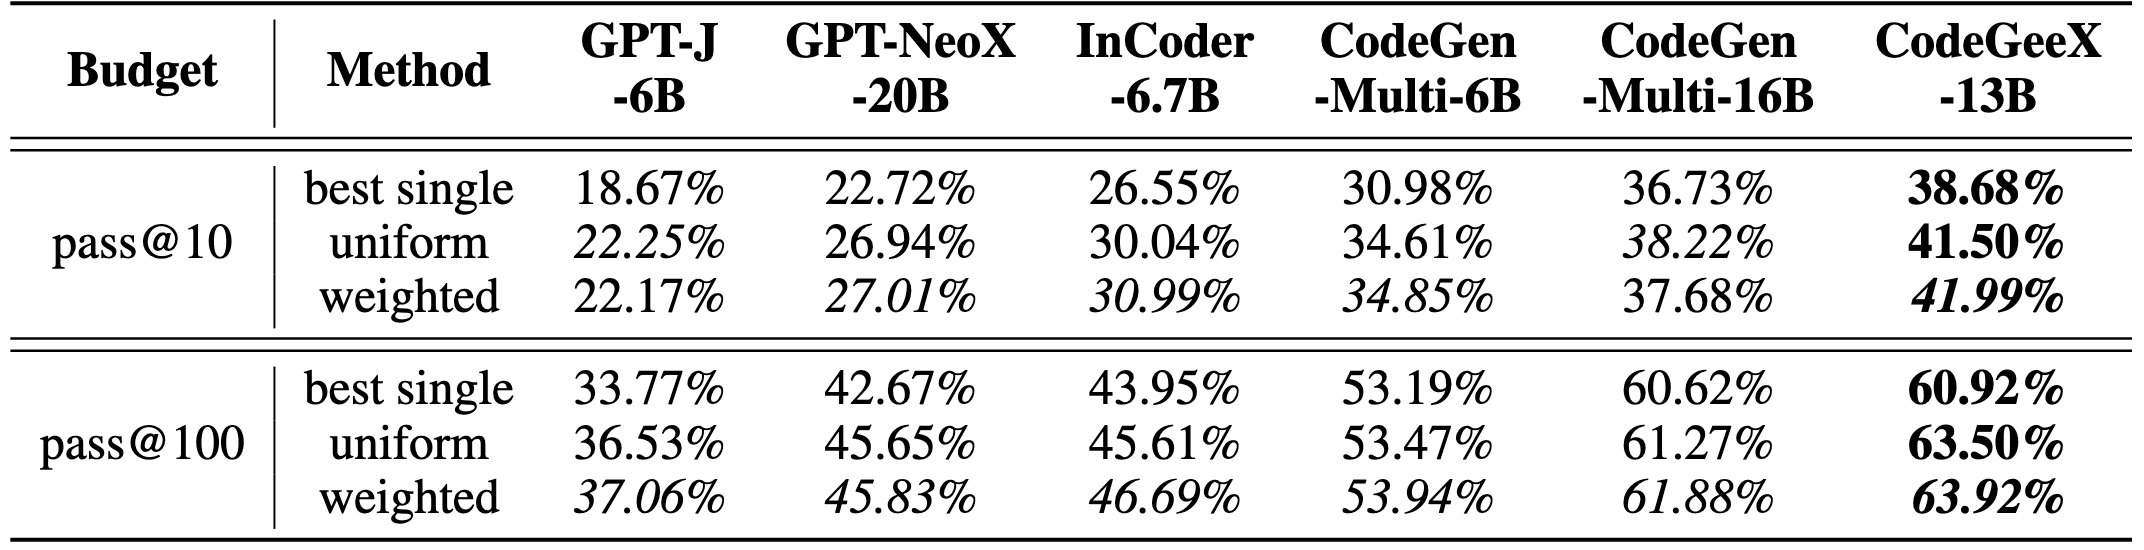 Budget Method GPT-J -6B GPT-NeoX -20B InCoder -6.7B CodeGen -Multi-6B CodeGen -Multi-16B CodeGeeX -13B
pass@10 best single 18.67% 22.72% 26.55% 30.98% 36.73% 38.68%
uniform 22.25% 26.94% 30.04% 34.61% 38.22% 41.50%
weighted 22.17% 27.01% 30.99% 34.85% 37.68% 41.99%
pass@100 best single 33.77% 42.67% 43.95% 53.19% 60.62% 60.92%
uniform 36.53% 45.65% 45.61% 53.47% 61.27% 63.50%
weighted 37.06% 45.83% 46.69% 53.94% 61.88% 63.92%